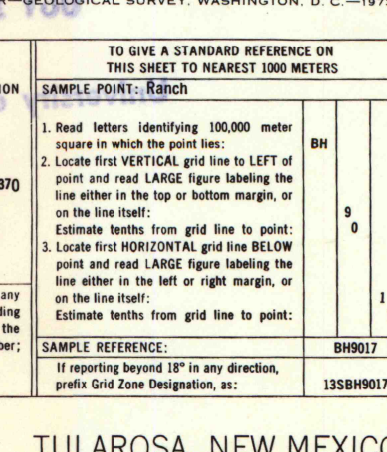 GEOLOGICAL SURVEY, WASHINGTON, D. C.—197
TO GIVE A STANDARD REFERENCE ON
THIS SHEET TO NEAREST 1000 METERS
ION
SAMPLE POINT: Ranch
1. Read letters identifying 100,000 meter
square in which the point lies:
BH
2. Locate first VERTICAL grid line to LEFT of
point and read LARGE figure labeling the
370
line either in the top or bottom margin, or
on the line itself:
9
Estimate tenths from grid line to point:
0
3. Locate first HORIZONTAL grid line BELOW
point and read LARGE figure labeling the
line either in the left or right margin, or
any
on the line itself:
1
ding
Estimate tenths from grid line to point:
the
ber;
SAMPLE REFERENCE:
BH9017
If reporting beyond 18° in any direction,
prefix Grid Zone Designation, as:
13SBH9017
TULAROSA, NEW MEXICO